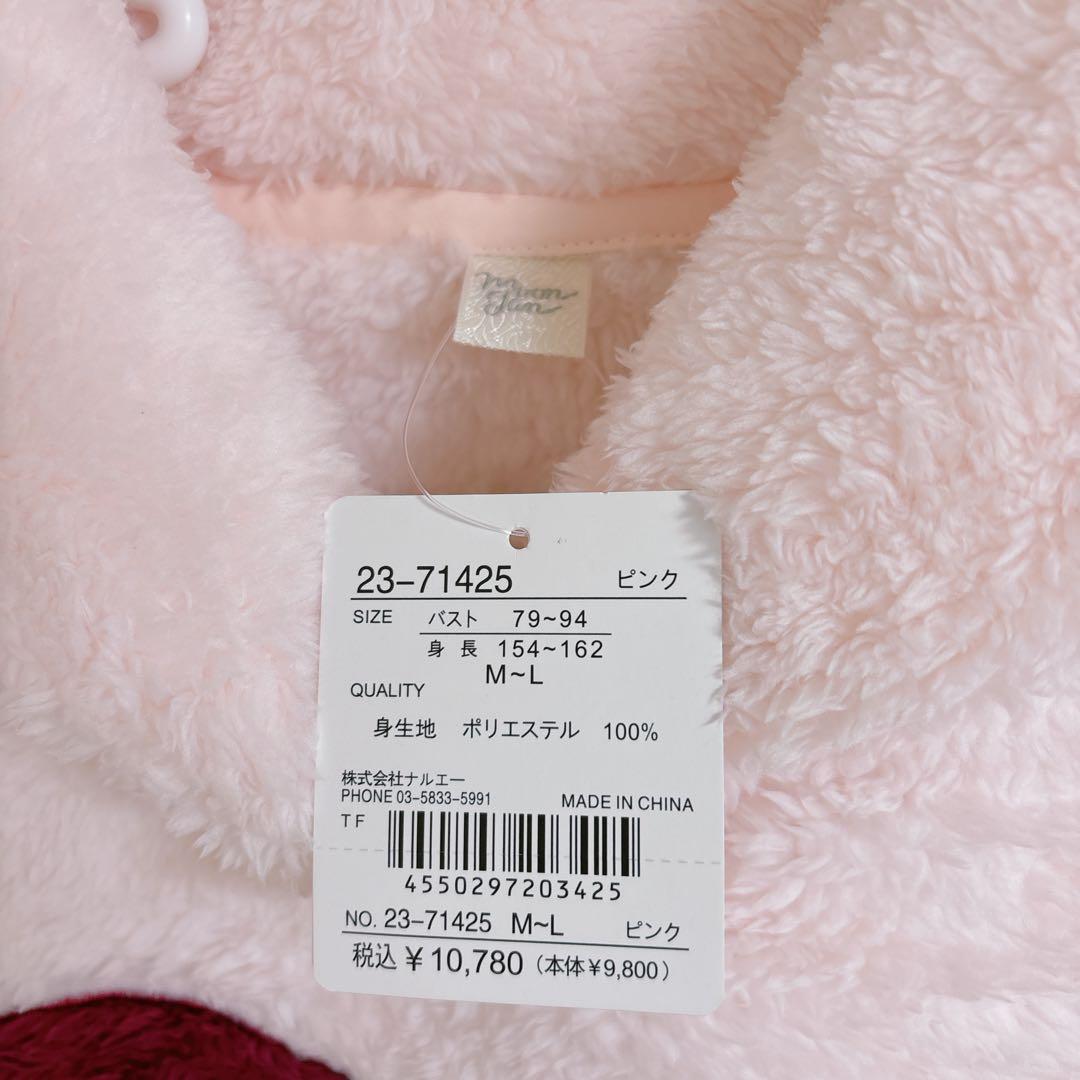 23-71425 ピンク
SIZE バスト 79~94
身長 154~162
M~L
QUALITY
身生地 ポリエステル 100%
株式会社ナルエー
PHONE 03-5833-5991 MADE IN CHINA
TF
4550297203425
NO. 23-71425 M~L ピンク
税込 ¥10,780 (本体¥9,800)